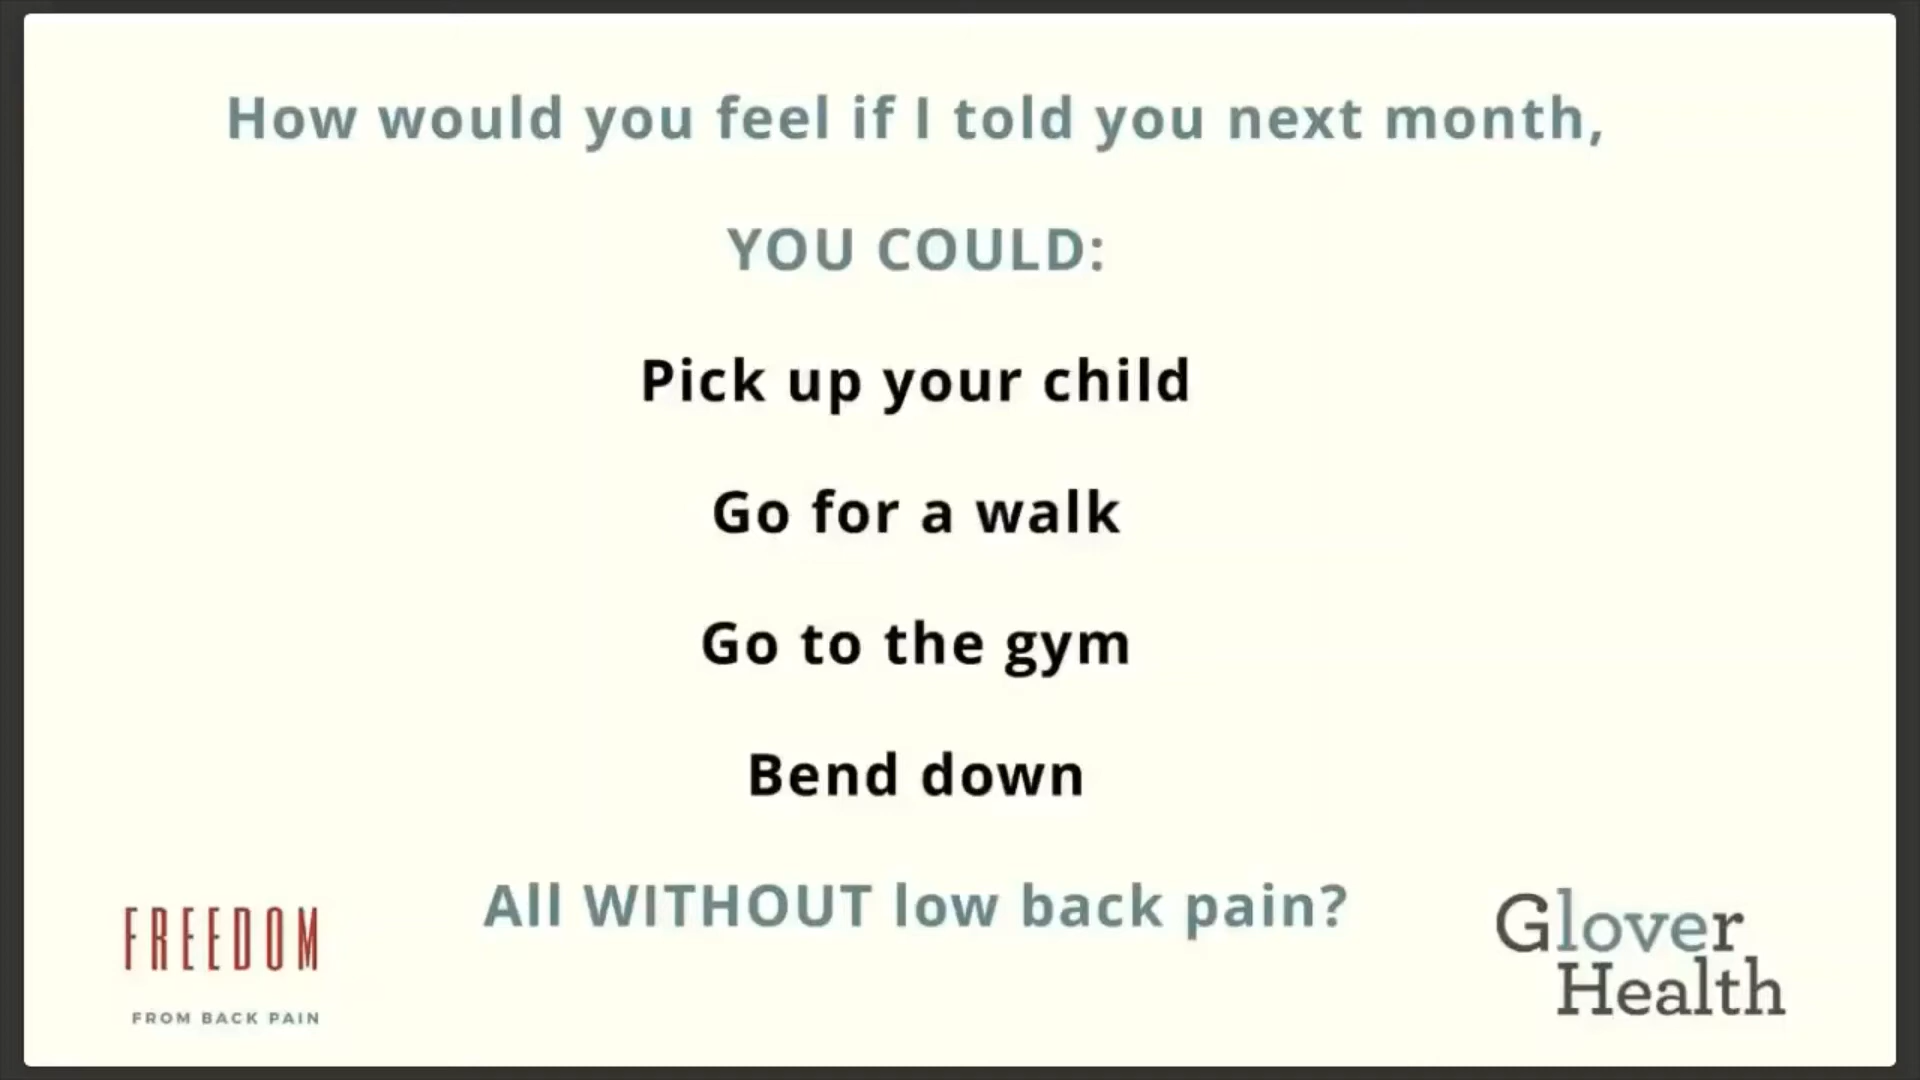 How would you feel if I told you next month,
YOU COULD:
Pick up your child
Go for a walk
Go to the gym
Bend down
All WITHOUT low back pain?
FREEDOM
FROM BACK PAIN
Glover
Health